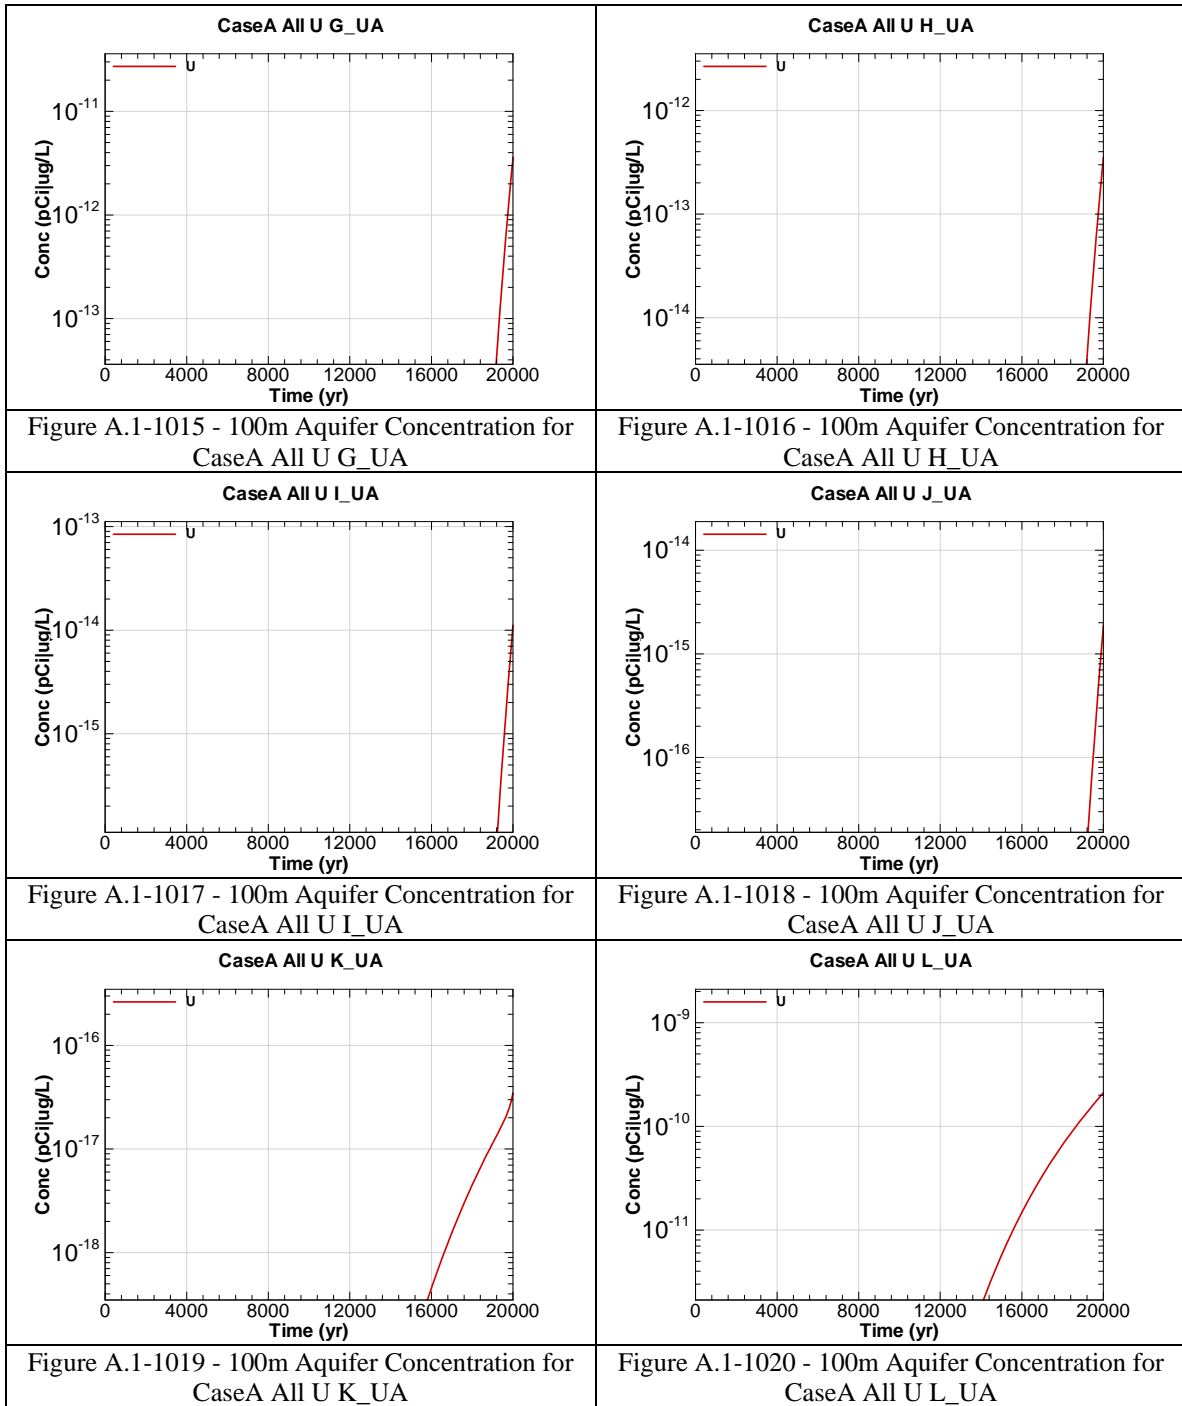 CaseA All U G_UA
U
Conc (pCi|ug/L)
10-11
10-12
10-13
0 4000 8000 12000 16000 20000
Time (yr)
Figure A.1-1015 - 100m Aquifer Concentration for
CaseA All U G_UA
CaseA All U H_UA
U
Conc (pCi|ug/L)
10-12
10-13
10-14
0 4000 8000 12000 16000 20000
Time (yr)
Figure A.1-1016 - 100m Aquifer Concentration for
CaseA All U H_UA
CaseA All U I_UA
U
Conc (pCi|ug/L)
10-13
10-14
10-15
0 4000 8000 12000 16000 20000
Time (yr)
Figure A.1-1017 - 100m Aquifer Concentration for
CaseA All U I_UA
CaseA All U J_UA
U
Conc (pCi|ug/L)
10-14
10-15
10-16
0 4000 8000 12000 16000 20000
Time (yr)
Figure A.1-1018 - 100m Aquifer Concentration for
CaseA All U J_UA
CaseA All U K_UA
U
Conc (pCi|ug/L)
10-16
10-17
10-18
0 4000 8000 12000 16000 20000
Time (yr)
Figure A.1-1019 - 100m Aquifer Concentration for
CaseA All U K_UA
CaseA All U L_UA
U
Conc (pCi|ug/L)
10-9
10-10
10-11
0 4000 8000 12000 16000 20000
Time (yr)
Figure A.1-1020 - 100m Aquifer Concentration for
CaseA All U L_UA